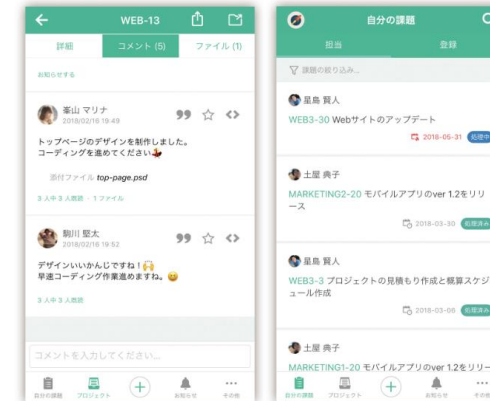 WEB-13
詳細
コメント (5)
ファイル (1)
お知らせする
峯山 マリナ
2018/02/16 19:49
トップページのデザインを制作しました。
コーディングを進めてください
添付ファイル top-page.psd
3 人中 3 人既読 · 1 ファイル
駒川 堅太
2018/02/16 19:52
デザインいいかんじですね！
早速コーディング作業進めますね。
3 人中 3 人既読
コメントを入力してください...
自分の課題
プロジェクト
お知らせ
その他
自分の課題
担当
登録
課題の絞り込み...
星島 賢人
WEB3-30 Webサイトのアップデート
2018-05-31 処理中
土屋 典子
MARKETING2-20 モバイルアプリのver 1.2をリリ
ース
2018-03-30 処理済み
星島 賢人
WEB3-3 プロジェクトの見積もり作成と概算スケジ
ュール作成
2018-03-06 処理済み
土屋 典子
MARKETING1-20 モバイルアプリのver 1.2をリリー
自分の課題
プロジェクト
お知らせ
その他